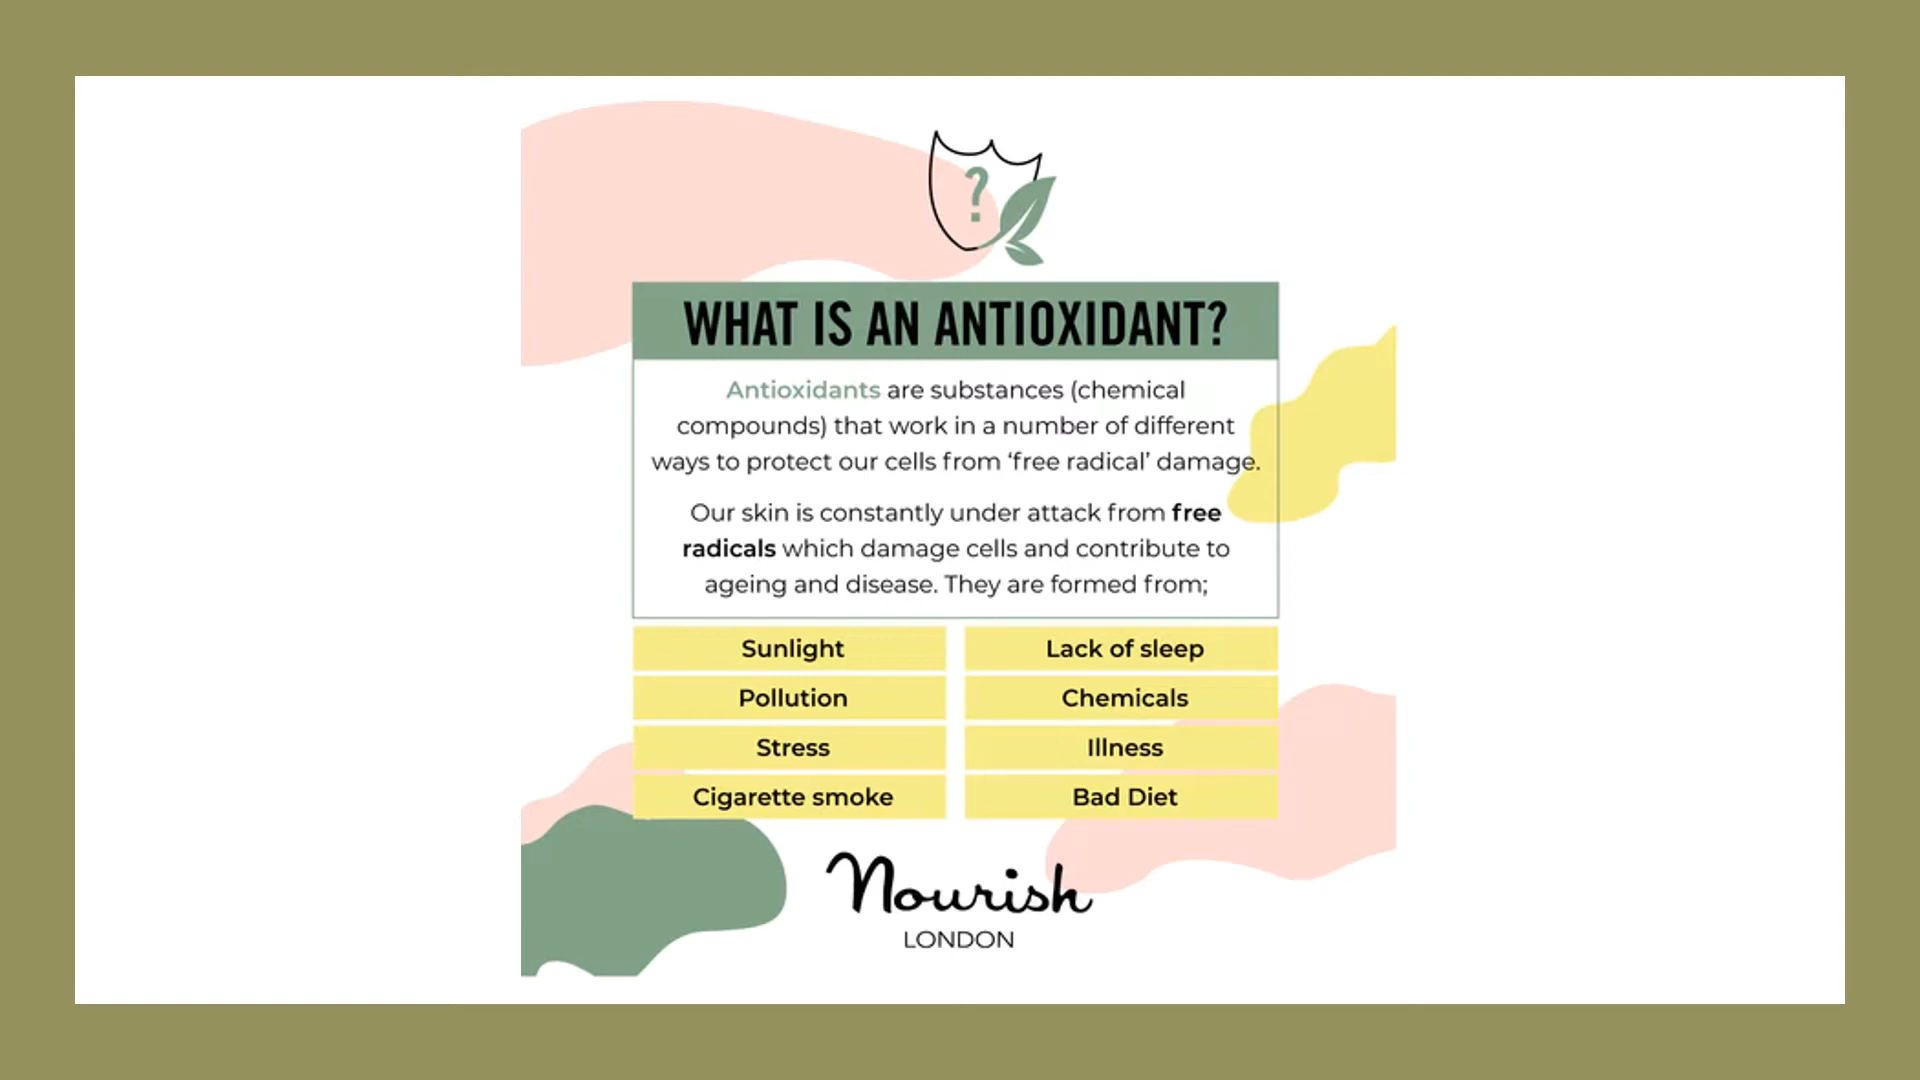 ?
WHAT IS AN ANTIOXIDANT?
Antioxidants are substances (chemical
compounds) that work in a number of different
ways to protect our cells from ‘free radical’ damage.
Our skin is constantly under attack from free
radicals which damage cells and contribute to
ageing and disease. They are formed from;
Sunlight
Lack of sleep
Pollution
Chemicals
Stress
Illness
Cigarette smoke
Bad Diet
Nourish
LONDON